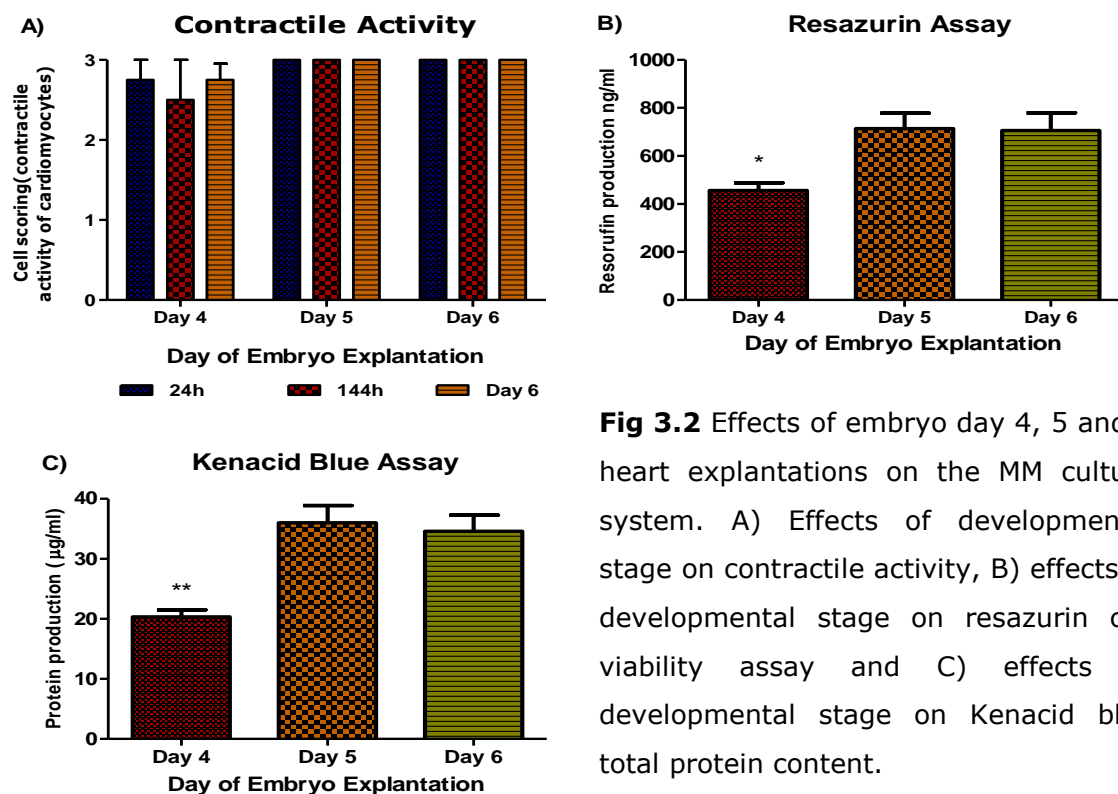 A)
Contractile Activity
Cell scoring( contractile
activity of cardiomyocytes)
3
2
1
0
Day 4 Day 5 Day 6
Day of Embryo Explantation
24h 144h Day 6
B)
Resazurin Assay
Resorufin production ng/ml
1000
800
600
400
200
0
*
Day 4 Day 5 Day 6
Day of Embryo Explantation
C)
Kenacid Blue Assay
Protein production (µg/ml)
40
30
20
10
0
**
Day 4 Day 5 Day 6
Day of Embryo Explantation
Fig 3.2 Effects of embryo day 4, 5 and
heart explantations on the MM
system. A) Effects of
stage on contractile activity, B)
developmental stage on resazurin
viability assay and C) effects
developmental stage on Kenacid
total protein content.